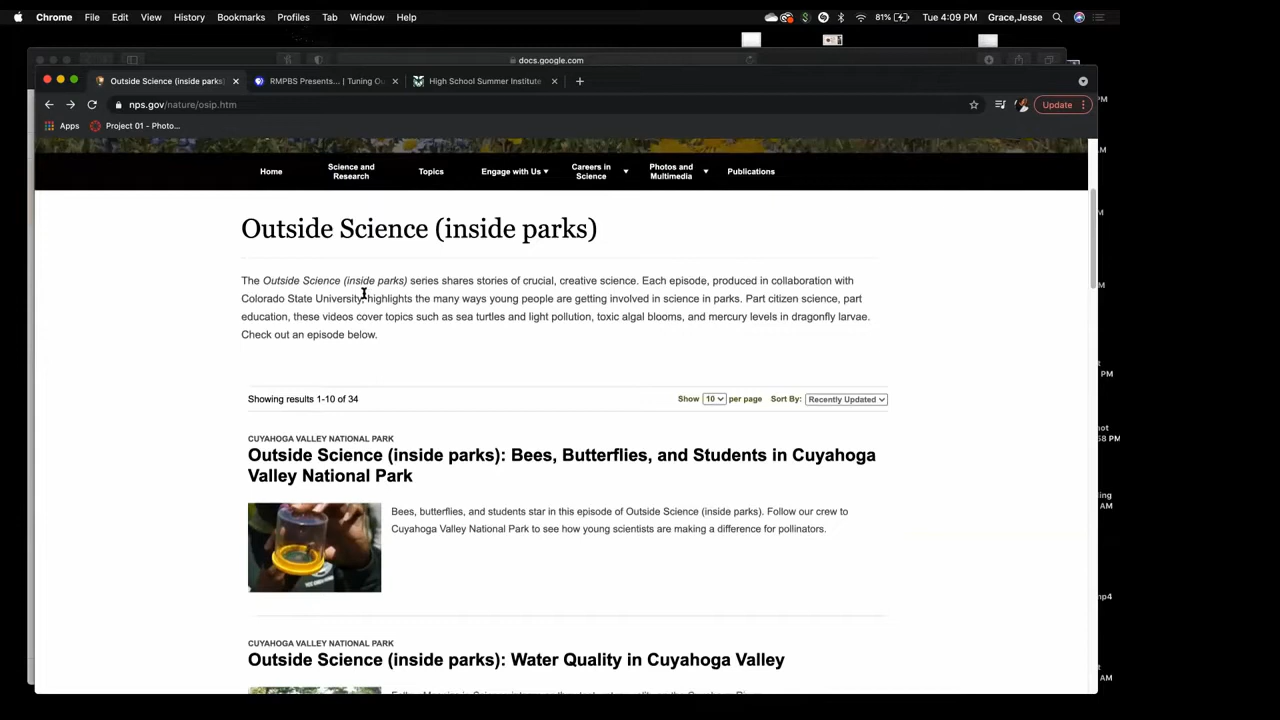 Chrome File Edit View History Bookmarks Profiles Tab Window Help 81% Tue 4:09 PM Grace,Jesse
docs.google.com
Outside Science (inside parks) RMPBS Presents... | Tuning Ou High School Summer Institute
nps.gov/nature/osip.htm Update
Apps Project 01 - Photo...
Home Science and Research Topics Engage with Us Careers in Science Photos and Multimedia Publications
Outside Science (inside parks)
The Outside Science (inside parks) series shares stories of crucial, creative science. Each episode, produced in collaboration with
Colorado State University, highlights the many ways young people are getting involved in science in parks. Part citizen science, part
education, these videos cover topics such as sea turtles and light pollution, toxic algal blooms, and mercury levels in dragonfly larvae.
Check out an episode below.
Showing results 1-10 of 34 Show 10 per page Sort By: Recently Updated
CUYAHOGA VALLEY NATIONAL PARK
Outside Science (inside parks): Bees, Butterflies, and Students in Cuyahoga
Valley National Park
Bees, butterflies, and students star in this episode of Outside Science (inside parks). Follow our crew to
Cuyahoga Valley National Park to see how young scientists are making a difference for pollinators.
CUYAHOGA VALLEY NATIONAL PARK
Outside Science (inside parks): Water Quality in Cuyahoga Valley